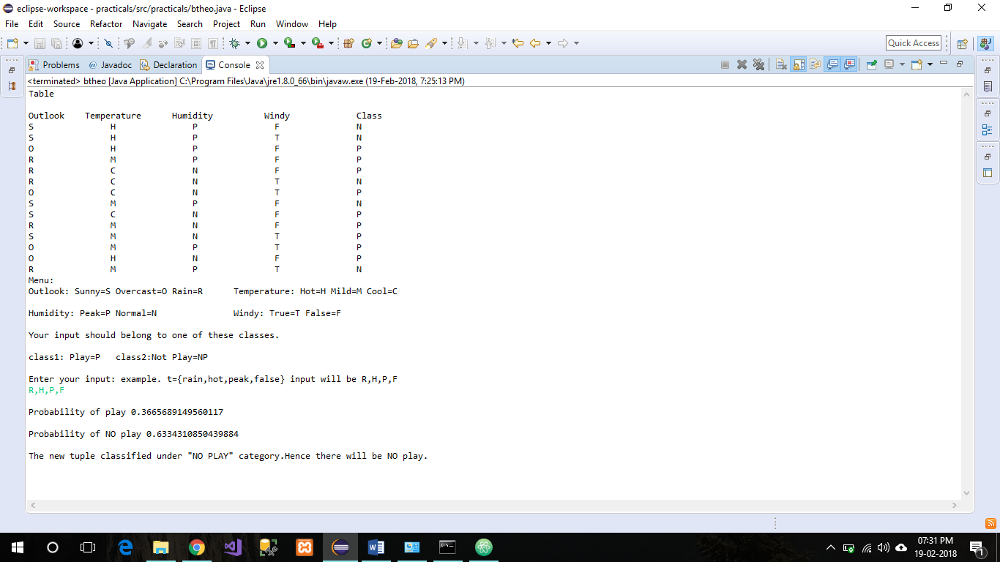 eclipse-workspace - practicals/src/practicals/btheo.java - Eclipse
File Edit Source Refactor Navigate Search Project Run Window Help
Quick Access
Problems @ Javadoc Declaration Console
<terminated> btheo [Java Application] C:\Program Files\Java\jre1.8.0_66\bin\javaw.exe (19-Feb-2018, 7:25:13 PM)
Table
Outlook Temperature Humidity Windy Class
S H P F N
S H P T N
O H P F P
R M P F P
R C N F P
R C N T N
O C N T P
S M P F N
S C N F P
R M N F P
S M N T P
O M P T P
O H N F P
R M P T N
Menu:
Outlook: Sunny=S Overcast=O Rain=R Temperature: Hot=H Mild=M Cool=C
Humidity: Peak=P Normal=N Windy: True=T False=F
Your input should belong to one of these classes.
class1: Play=P class2:Not Play=NP
Enter your input: example. t={rain,hot,peak,false} input will be R,H,P,F
R,H,P,F
Probability of play 0.3665689149560117
Probability of NO play 0.6334310850439884
The new tuple classified under "NO PLAY" category.Hence there will be NO play.
07:31 PM
19-02-2018
1